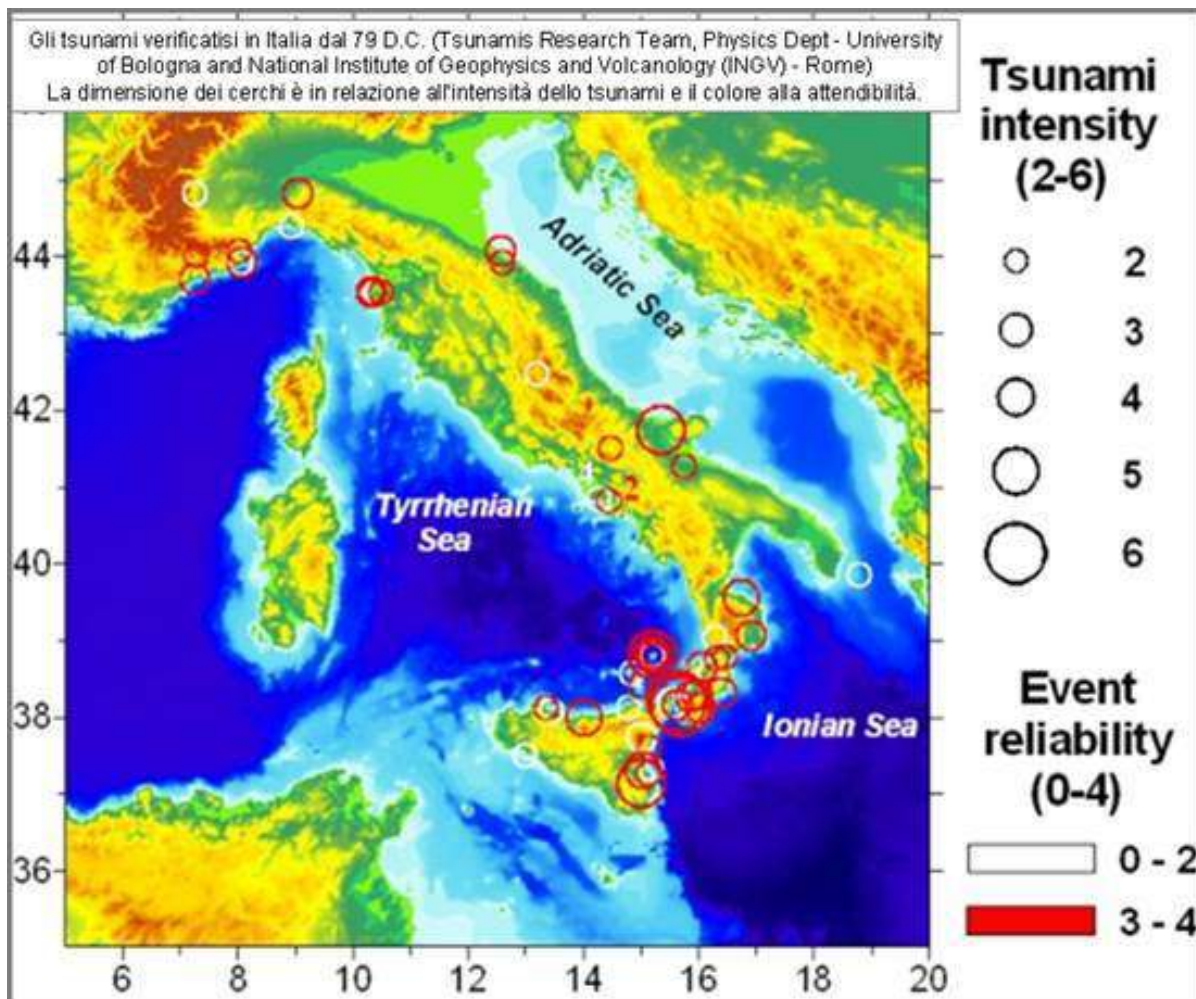 Gli tsunami verificatisi in Italia dal 79 D.C. (Tsunamis Research Team, Physics Dept - University
of Bologna and National Institute of Geophysics and Volcanology (INGV) - Rome)
La dimensione dei cerchi è in relazione all'intensità dello tsunami e il colore alla attendibilità.
Tsunami
intensity
(2-6)
2
3
4
5
6
Event
reliability
(0-4)
0 - 2
3 - 4
Adriatic Sea
Tyrrhenian
Sea
Ionian Sea
4
2
44
42
40
38
36
6 8 10 12 14 16 18 20